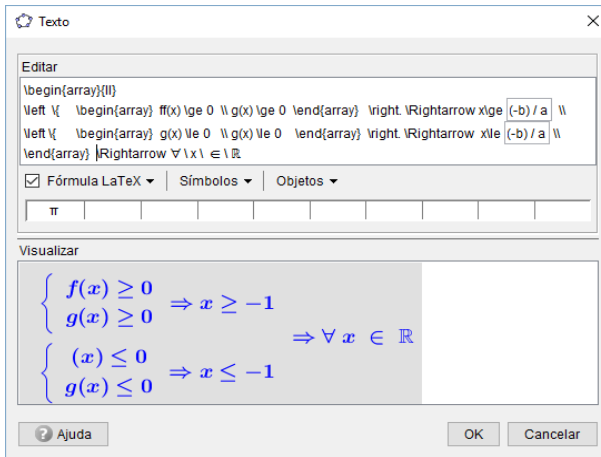 Texto
Editar
\begin{array}{ll}
\left \{ \begin{array} ff(x) \ge 0 \\ g(x) \ge 0 \end{array} \right. \Rightarrow x\ge (-b) / a \\
\left \{ \begin{array} g(x) \le 0 \\ g(x) \le 0 \end{array} \right. \Rightarrow x\le (-b) / a \\
\end{array} \Rightarrow ∀ \ x \ ∈ \ ℝ
Fórmula LaTeX Símbolos Objetos
π
Visualizar
f(x) ≥ 0
g(x) ≥ 0
⇒ x ≥ −1
(x) ≤ 0
g(x) ≤ 0
⇒ x ≤ −1
⇒ ∀ x ∈ ℝ
Ajuda OK Cancelar